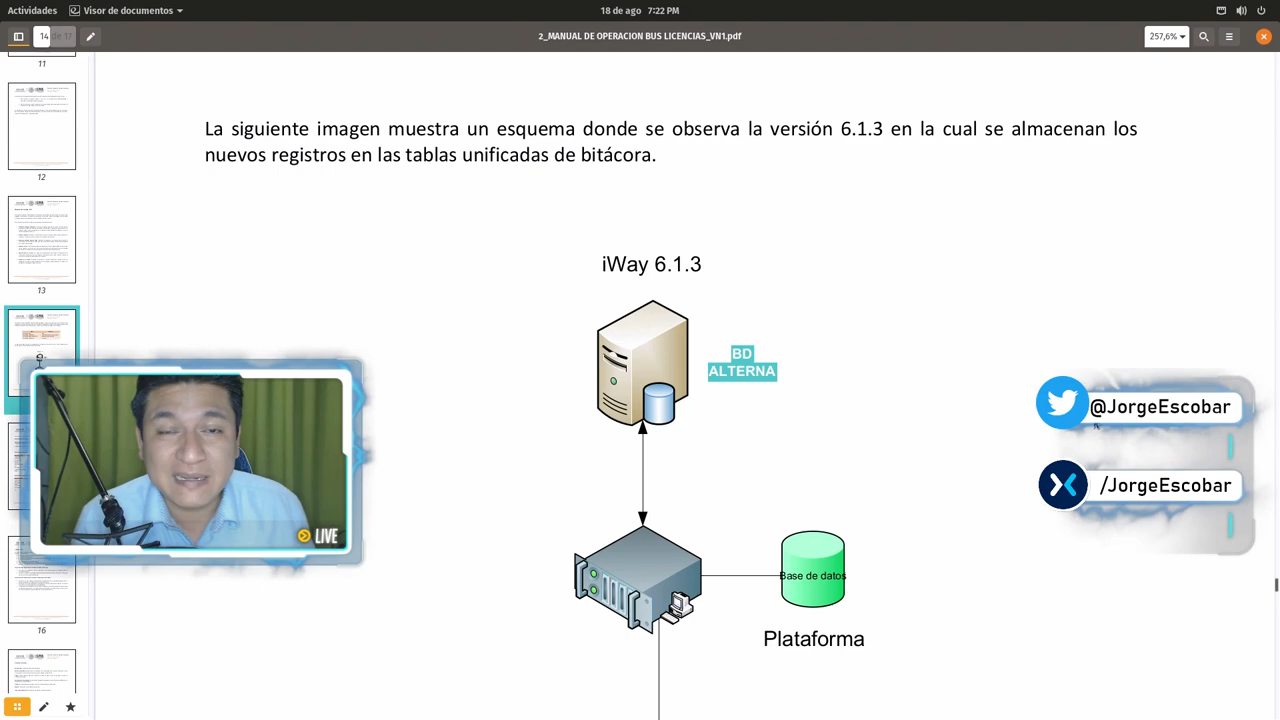 Actividades
Visor de documentos
18 de ago 7:22 PM
14 de 17
2_MANUAL DE OPERACION BUS LICENCIAS_VN1.pdf
257,6%
11
12
13
16
La siguiente imagen muestra un esquema donde se observa la versión 6.1.3 en la cual se almacenan los
nuevos registros en las tablas unificadas de bitácora.
iWay 6.1.3
BD
ALTERNA
Base de datos
Plataforma
LIVE
@JorgeEscobar
/JorgeEscobar